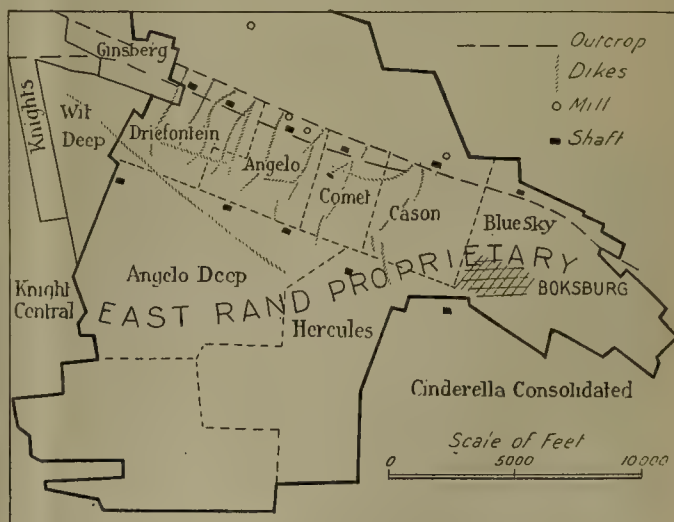 Ginsberg
Outcrop
Dikes
Mill
Shaft
Knights
Wit
Deep
Driefontein
Angelo
Comet
Cason
Blue Sky
Knight
Central
Angelo Deep
EAST RAND PROPRIETARY
BOKSBURG
Hercules
Cinderella Consolidated
Scale of Feet
0 5000 10000